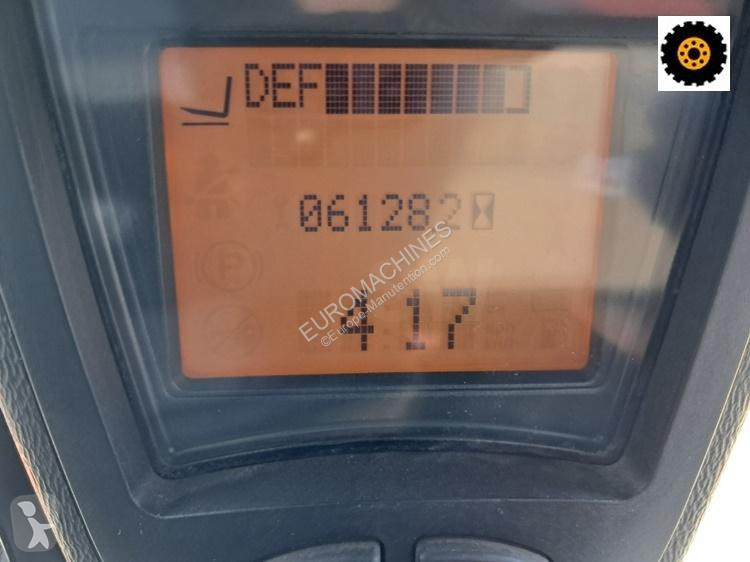 DEF
061282
4 17
P
EUROMACHINES
©Europe-Manutention.com